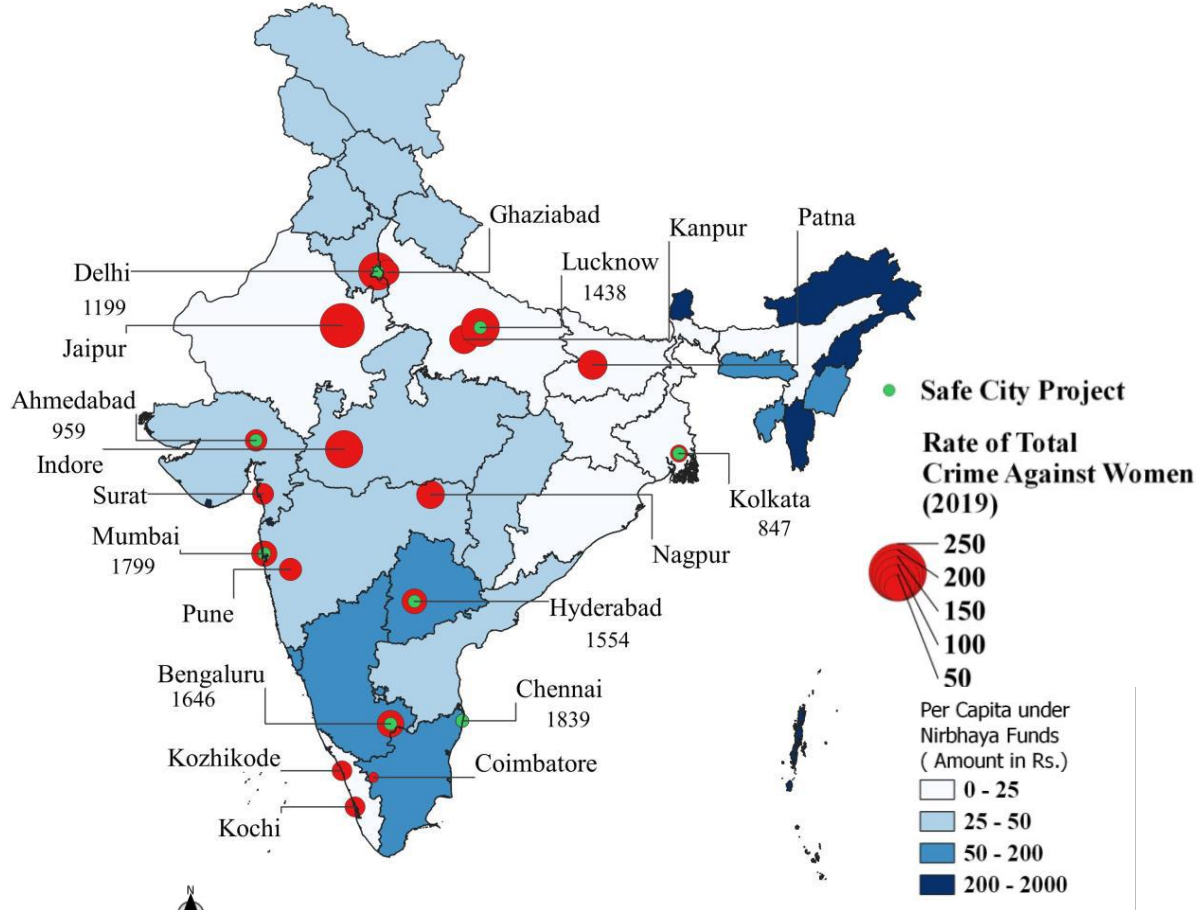 Ghaziabad
Patna
Kanpur
Delhi
1199
Lucknow
1438
Jaipur
Ahmedabad
959
Indore
Surat
Kolkata
847
Mumbai
1799
Nagpur
Pune
Hyderabad
1554
Bengaluru
1646
Chennai
1839
Kozhikode
Coimbatore
Kochi
N
Safe City Project
Rate of Total
Crime Against Women
(2019)
250
200
150
100
50
Per Capita under
Nirbhaya Funds
( Amount in Rs.)
0 - 25
25 - 50
50 - 200
200 - 2000